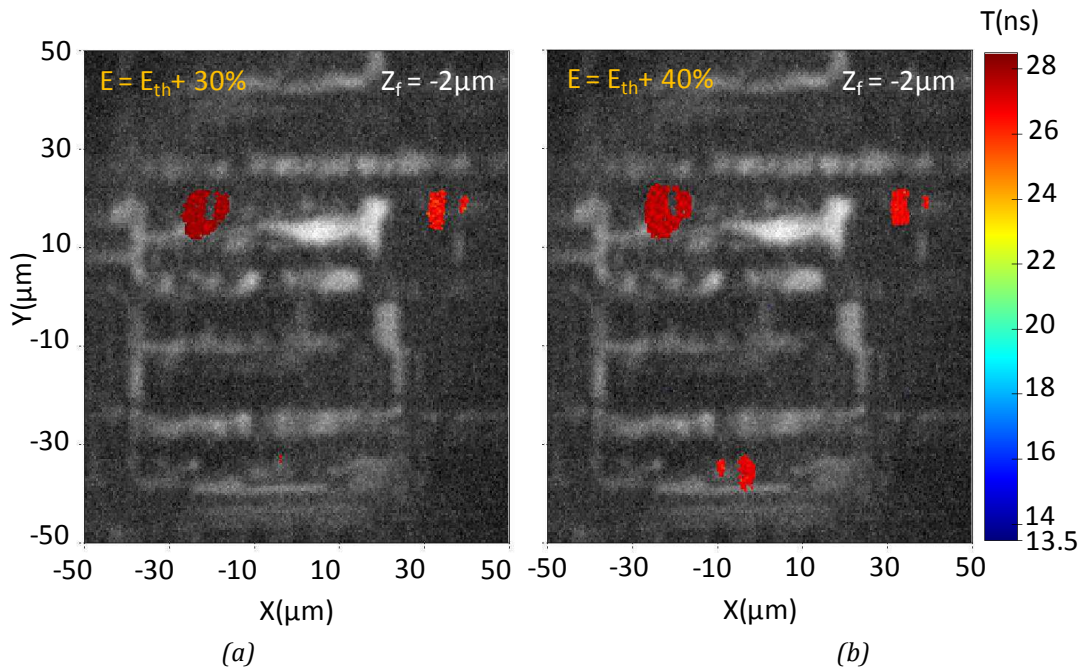 T(ns)
E = Eth+ 30%
Zf = -2μm
E = Eth+ 40%
Zf = -2μm
50
30
10
-10
-30
-50
Y(μm)
-50
-30
-10
10
30
50
-50
-30
-10
10
30
50
X(μm)
X(μm)
28
26
24
22
20
18
16
14
13.5
(a)
(b)